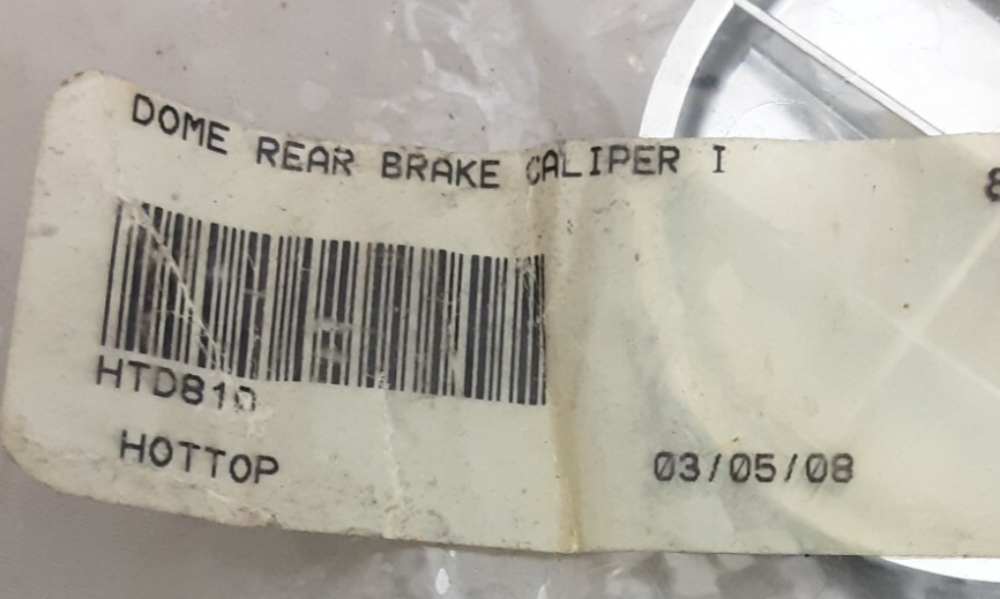 DOME REAR BRAKE CALIPER I
HTD810
HOTTOP
03/05/08